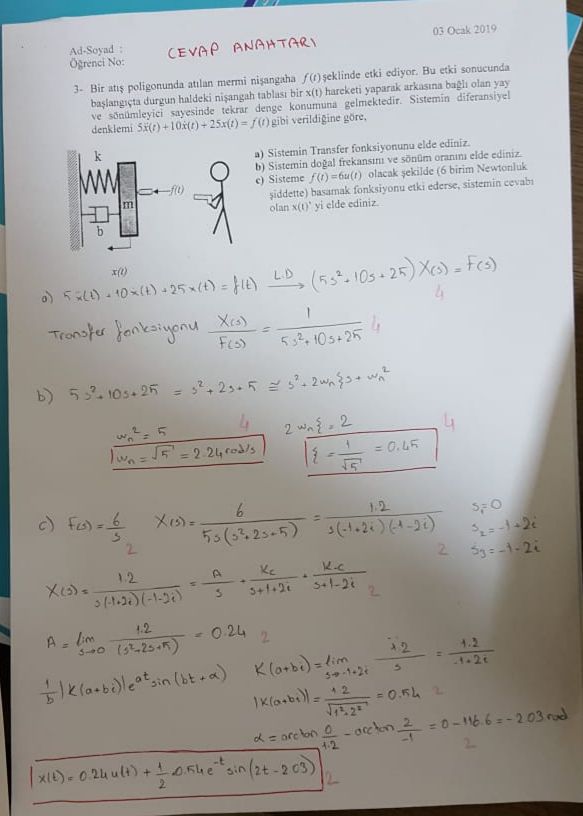 03 Ocak 2019
Ad-Soyad :
CEVAP ANAHTARI
Öğrenci No:
3- Bir atış poligonunda atılan mermi nişangaha f(t) şeklinde etki ediyor. Bu etki sonucunda
başlangıçta durgun haldeki nişangah tablası bir x(t) hareketi yaparak arkasına bağlı olan yay
ve sönümleyici sayesinde tekrar denge konumuna gelmektedir. Sistemin diferansiyel
denklemi 5ẍ(t)+10ẋ(t)+25x(t) = f(t) gibi verildiğine göre,
a) Sistemin Transfer fonksiyonunu elde ediniz.
b) Sistemin doğal frekansını ve sönüm oranını elde ediniz.
c) Sisteme f(t)=6u(t) olacak şekilde (6 birim Newtonluk
şiddette) basamak fonksiyonu etki ederse, sistemin cevabı
olan x(t)' yi elde ediniz.
k
m
f(t)
b
x(t)
a) 5ẍ(t)+10ẋ(t)+25x(t) = f(t) L.D → (5s²+10s+25) X(s) = F(s)
4
Transfer fonksiyonu X(s)/F(s) = 1/(5s²+10s+25) 4
b) 5s²+10s+25 = s²+2s+5 ≅ s²+2wnξs+wn²
wn² = 5 4 2wnξ = 2 4
wn = √5 = 2.24 rad/s ξ = 1/√5 = 0.45
c) F(s) = 6/s 2 X(s) = 6/(5s(s²+2s+5)) = 1.2/(s(-1+2i)(-1-2i)) 2
s₁=0
s₂=-1+2i
s₃=-1-2i
X(s) = 1.2/(s(-1+2i)(-1-2i)) = A/s + Kc/(s+1+2i) + K-c/(s+1-2i) 2
A = lim s→0 1.2/(s²+2s+5) = 0.24 2
1/b |K(a+bi)|e^at sin(bt+α)
K(a+bi) = lim s→-1+2i 1.2/s = 1.2/(-1+2i)
|K(a+bi)| = 1.2/√(1²+2²) = 0.54 2
α = arctan 0/1.2 - arctan 2/-1 = 0-116.6 = -2.03 rad
2
x(t) = 0.24u(t) + 1/2 · 0.54e^-t sin(2t-2.03) 2